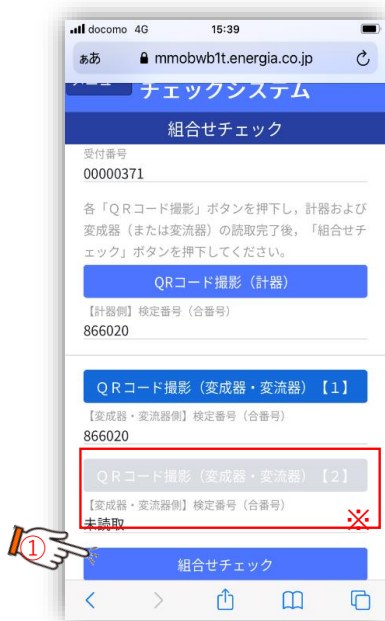 docomo 4G 15:39
ぁあ mmobwb1t.energia.co.jp
メニュー
チェックシステム
組合せチェック
受付番号
00000371
各「ＱＲコード撮影」ボタンを押下し，計器および
変成器（または変流器）の読取完了後，「組合せチ
ェック」ボタンを押下してください。
QRコード撮影（計器）
【計器側】検定番号（合番号）
866020
ＱＲコード撮影（変成器・変流器）【１】
【変成器・変流器側】検定番号（合番号）
866020
ＱＲコード撮影（変成器・変流器）【２】
【変成器・変流器側】検定番号（合番号）
※
未読取
①
組合せチェック